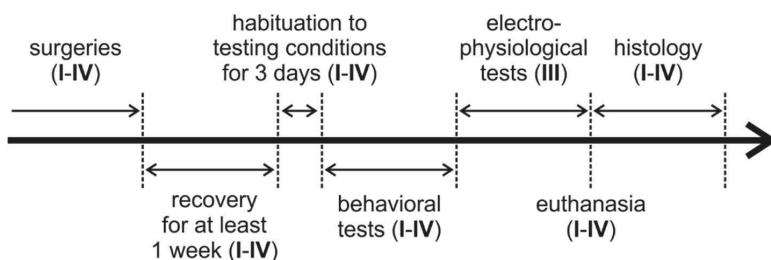 surgeries
(I-IV)
habituation to
testing conditions
for 3 days (I-IV)
electro-
physiological
tests (III)
histology
(I-IV)
recovery
for at least
1 week (I-IV)
behavioral
tests (I-IV)
euthanasia
(I-IV)